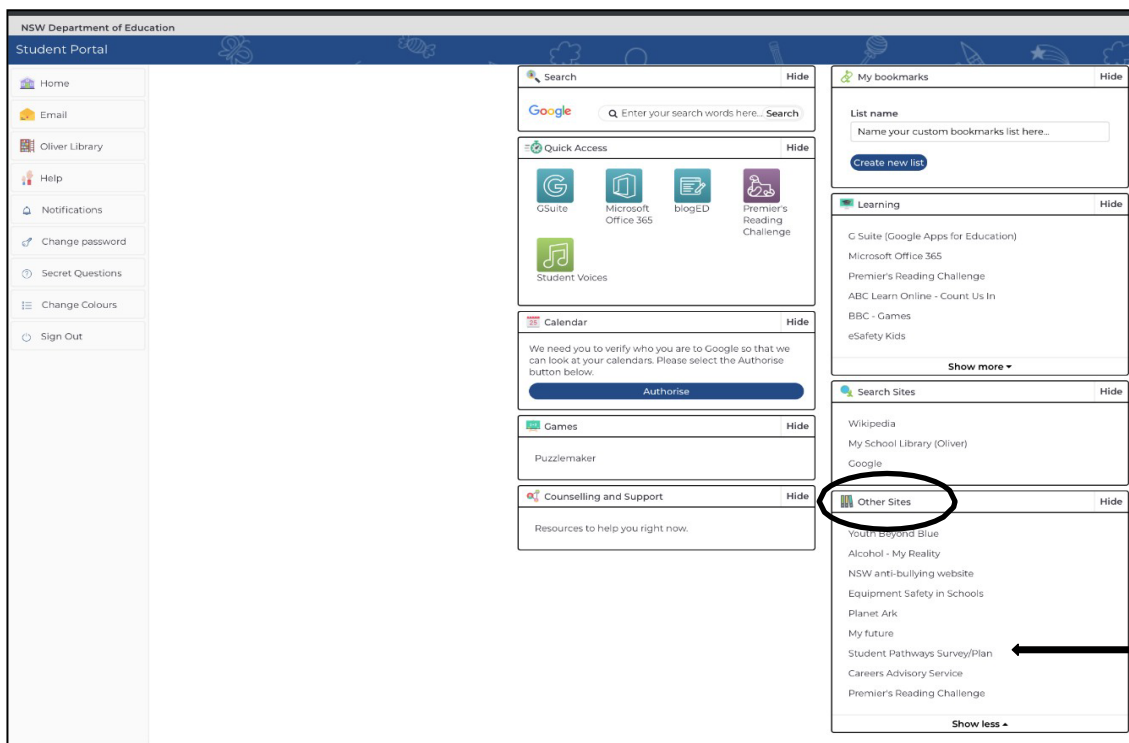 NSW Department of Education
Student Portal
Home
Email
Oliver Library
Help
Notifications
Change password
Secret Questions
Change Colours
Sign Out
Search Hide
Google Enter your search words here... Search
Quick Access Hide
GSuite
Microsoft
Office 365
blogED
Premier's
Reading
Challenge
Student Voices
25 Calendar Hide
We need you to verify who you are to Google so that we
can look at your calendars. Please select the Authorise
button below.
Authorise
Games Hide
Puzzlemaker
Counselling and Support Hide
Resources to help you right now.
My bookmarks Hide
List name
Name your custom bookmarks list here...
Create new list
Learning Hide
G Suite (Google Apps for Education)
Microsoft Office 365
Premier's Reading Challenge
ABC Learn Online - Count Us In
BBC - Games
eSafety Kids
Show more
Search Sites Hide
Wikipedia
My School Library (Oliver)
Google
Other Sites Hide
Youth Beyond Blue
Alcohol - My Reality
NSW anti-bullying website
Equipment Safety in Schools
Planet Ark
My future
Student Pathways Survey/Plan
Careers Advisory Service
Premier's Reading Challenge
Show less